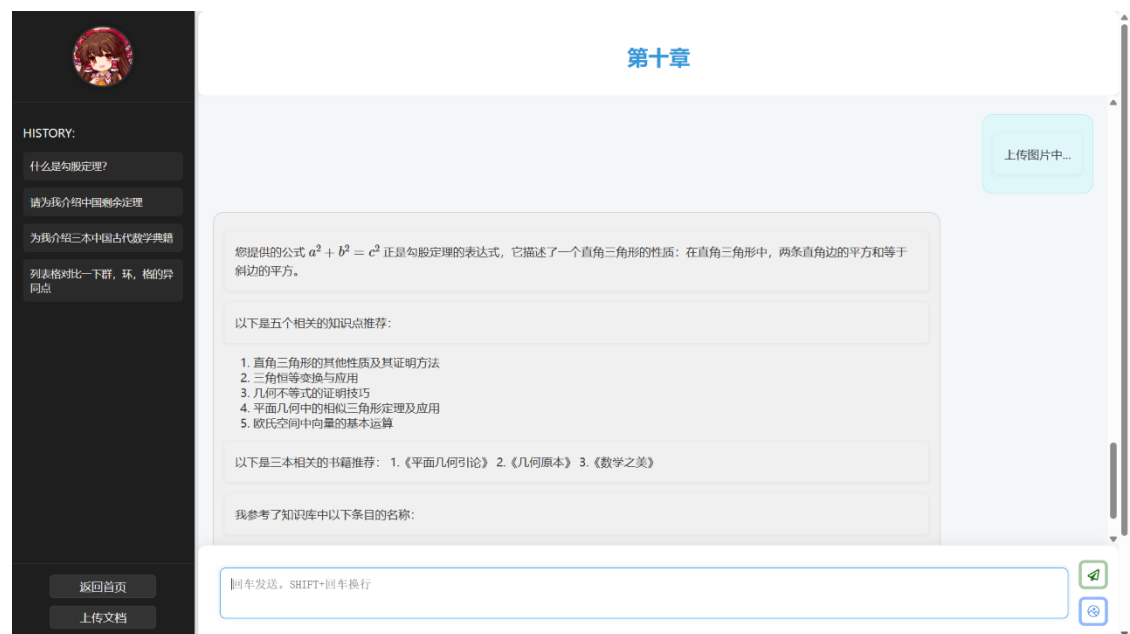 第十章
HISTORY:
什么是勾股定理?
请为我介绍中国剩余定理
为我介绍三本中国古代数学典籍
列表格对比一下群，环，格的异
同点
返回首页
上传文档
上传图片中...
您提供的公式 a² + b² = c² 正是勾股定理的表达式，它描述了一个直角三角形的性质：在直角三角形中，两条直角边的平方和等于
斜边的平方。
以下是五个相关的知识点推荐：
1. 直角三角形的其他性质及其证明方法
2. 三角恒等变换与应用
3. 几何不等式的证明技巧
4. 平面几何中的相似三角形定理及应用
5. 欧氏空间中向量的基本运算
以下是三本相关的书籍推荐： 1.《平面几何引论》 2.《几何原本》 3.《数学之美》
我参考了知识库中以下条目的名称：
回车发送。SHIFT+回车换行